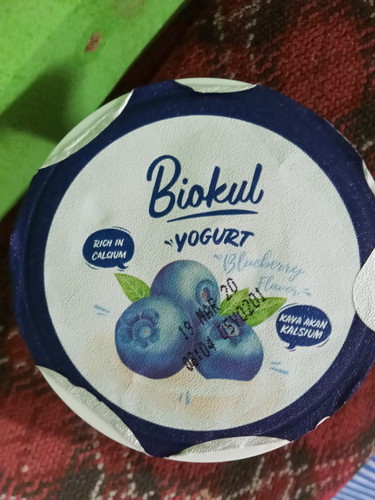 Biokul
YOGURT
RICH IN
CALCIUM
Blueberry
Flavor
19 MAR 20
KAYA AKAN
KALSIUM